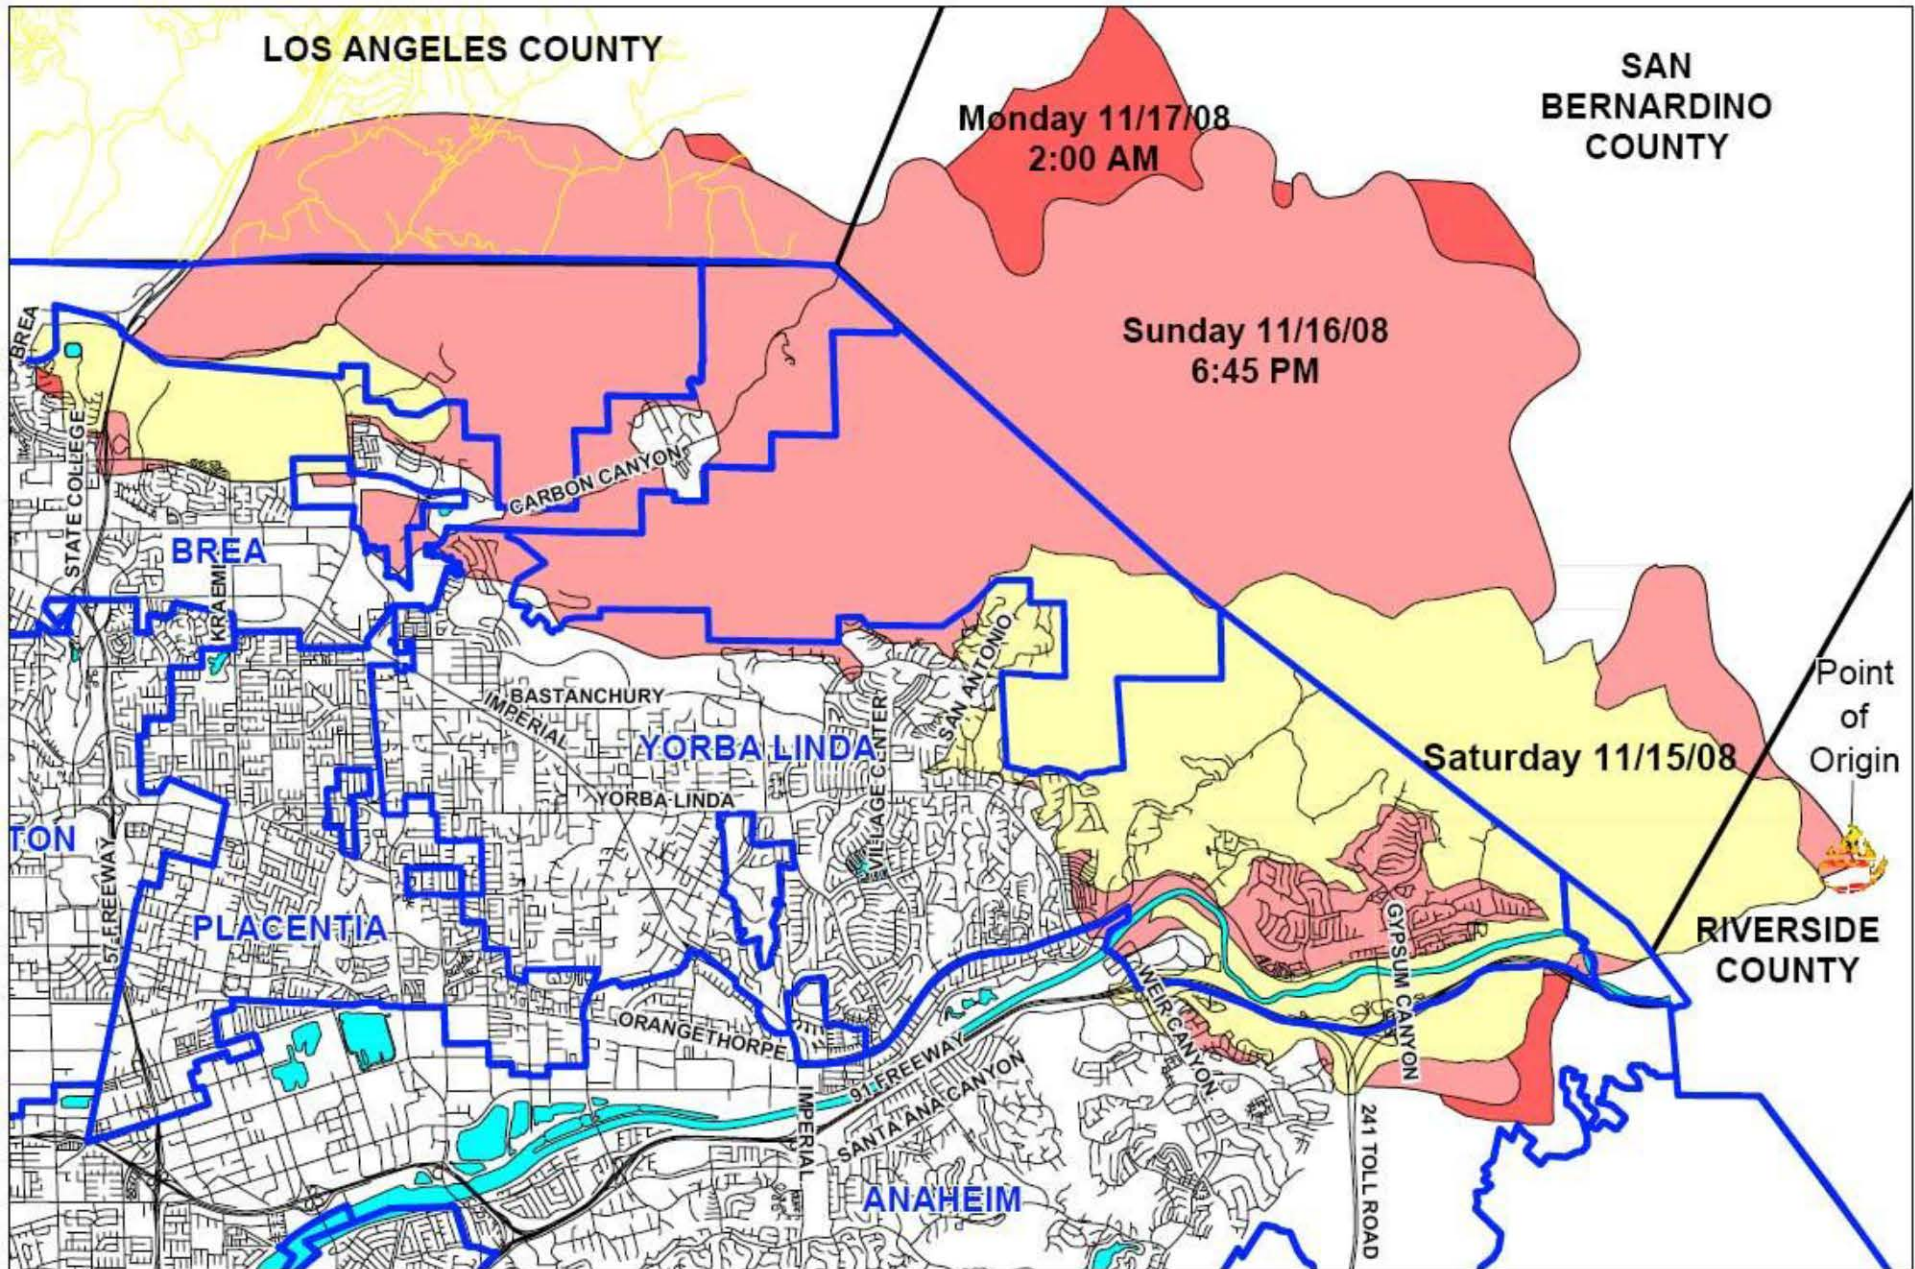 LOS ANGELES COUNTY
SAN
BERNARDINO
COUNTY
Monday 11/17/08
2:00 AM
Sunday 11/16/08
6:45 PM
BREA
STATE COLLEGE
CARBON CANYON
BREA
KRAEM
SAN ANTONIO
Point
of
Origin
BASTANCHURY
IMPERIAL
YORBA LINDA
VILLAGE CENTER
Saturday 11/15/08
YORBA LINDA
TON
57 FREEWAY
PLACENTIA
GYPSUM CANYON
RIVERSIDE
COUNTY
WEIR CANYON
ORANGETHORPE
91 FREEWAY
SANTA ANA CANYON
IMPERIAL
241 TOLL ROAD
ANAHEIM